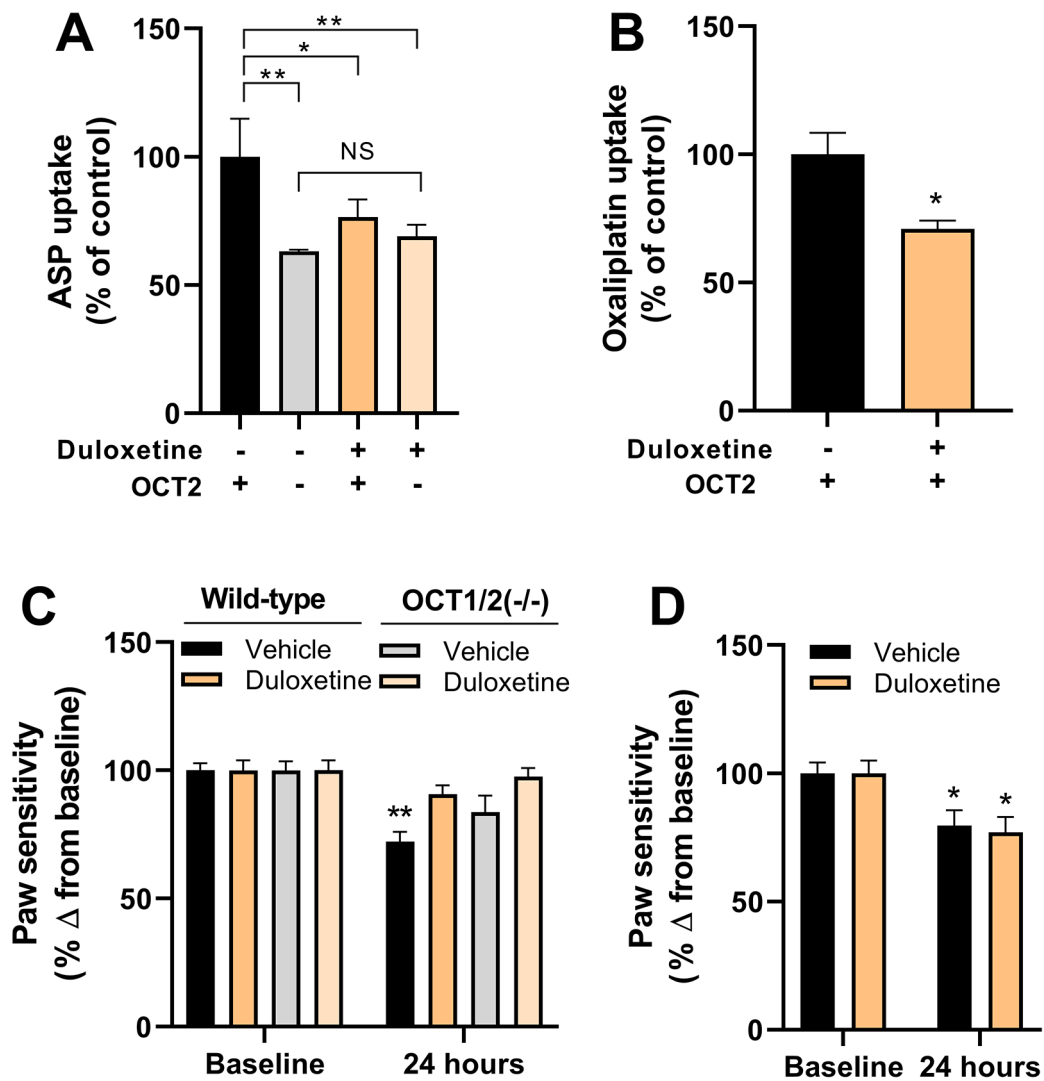 A
ASP uptake
(% of control)
150
100
50
0
**
*
**
NS
Duloxetine - - + +
OCT2 + - + -
B
Oxaliplatin uptake
(% of control)
150
100
50
0
*
Duloxetine - +
OCT2 + +
C
Wild-type OCT1/2(-/-)
Vehicle Vehicle
Duloxetine Duloxetine
Paw sensitivity
(% Δ from baseline)
150
100
50
0
**
Baseline 24 hours
D
Vehicle
Duloxetine
Paw sensitivity
(% Δ from baseline)
150
100
50
0
* *
Baseline 24 hours